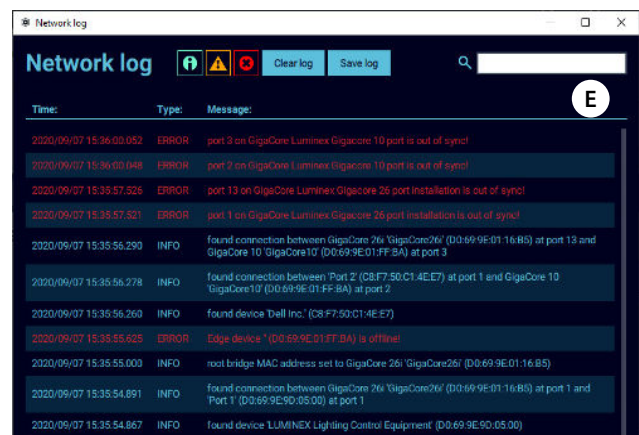 Network log
Network log
Clear log
Save log
E
Time: Type: Message:
2020/09/07 15:36:00.052 ERROR port 3 on GigaCore Luminex Gigacore 10 port is out of sync!
2020/09/07 15:36:00.048 ERROR port 2 on GigaCore Luminex Gigacore 10 port is out of sync!
2020/09/07 15:35:57.526 ERROR port 13 on GigaCore Luminex Gigacore 26 port installation is out of sync!
2020/09/07 15:35:57.521 ERROR port 1 on GigaCore Luminex Gigacore 26 port installation is out of sync!
2020/09/07 15:35:56.290 INFO found connection between GigaCore 26i 'GigaCore26i' (D0:69:9E:01:16:B5) at port 13 and
GigaCore 10 'GigaCore10' (D0:69:9E:01:FF:BA) at port 3
2020/09/07 15:35:56.278 INFO found connection between 'Port 2' (C8:F7:50:C1:4E:E7) at port 1 and GigaCore 10
'GigaCore10' (D0:69:9E:01:FF:BA) at port 2
2020/09/07 15:35:56.260 INFO found device 'Dell Inc.' (C8:F7:50:C1:4E:E7)
2020/09/07 15:35:55.625 ERROR Edge device '' (D0:69:9E:01:FF:BA) is offline!
2020/09/07 15:35:55.000 INFO root bridge MAC address set to GigaCore 26i 'GigaCore26i' (D0:69:9E:01:16:B5)
2020/09/07 15:35:54.891 INFO found connection between GigaCore 26i 'GigaCore26i' (D0:69:9E:01:16:B5) at port 1 and
'Port 1' (D0:69:9E:9D:05:00) at port 1
2020/09/07 15:35:54.867 INFO found device 'LUMINEX Lighting Control Equipment' (D0:69:9E:9D:05:00)